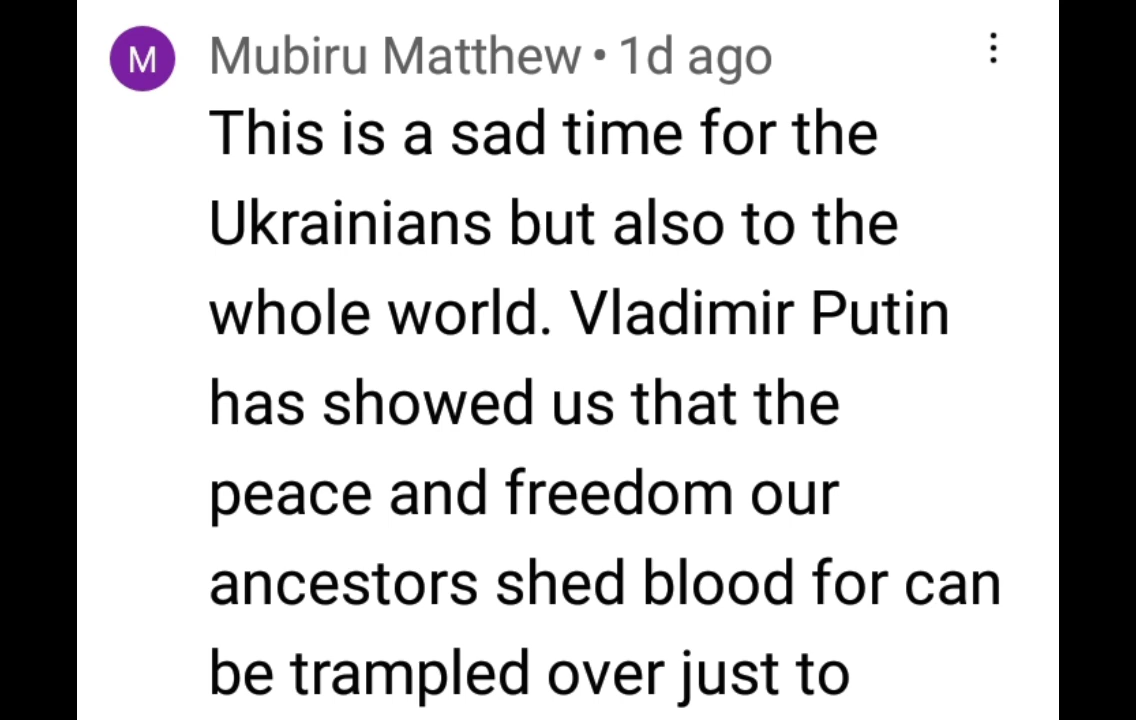 M
Mubiru Matthew • 1d ago
This is a sad time for the
Ukrainians but also to the
whole world. Vladimir Putin
has showed us that the
peace and freedom our
ancestors shed blood for can
be trampled over just to